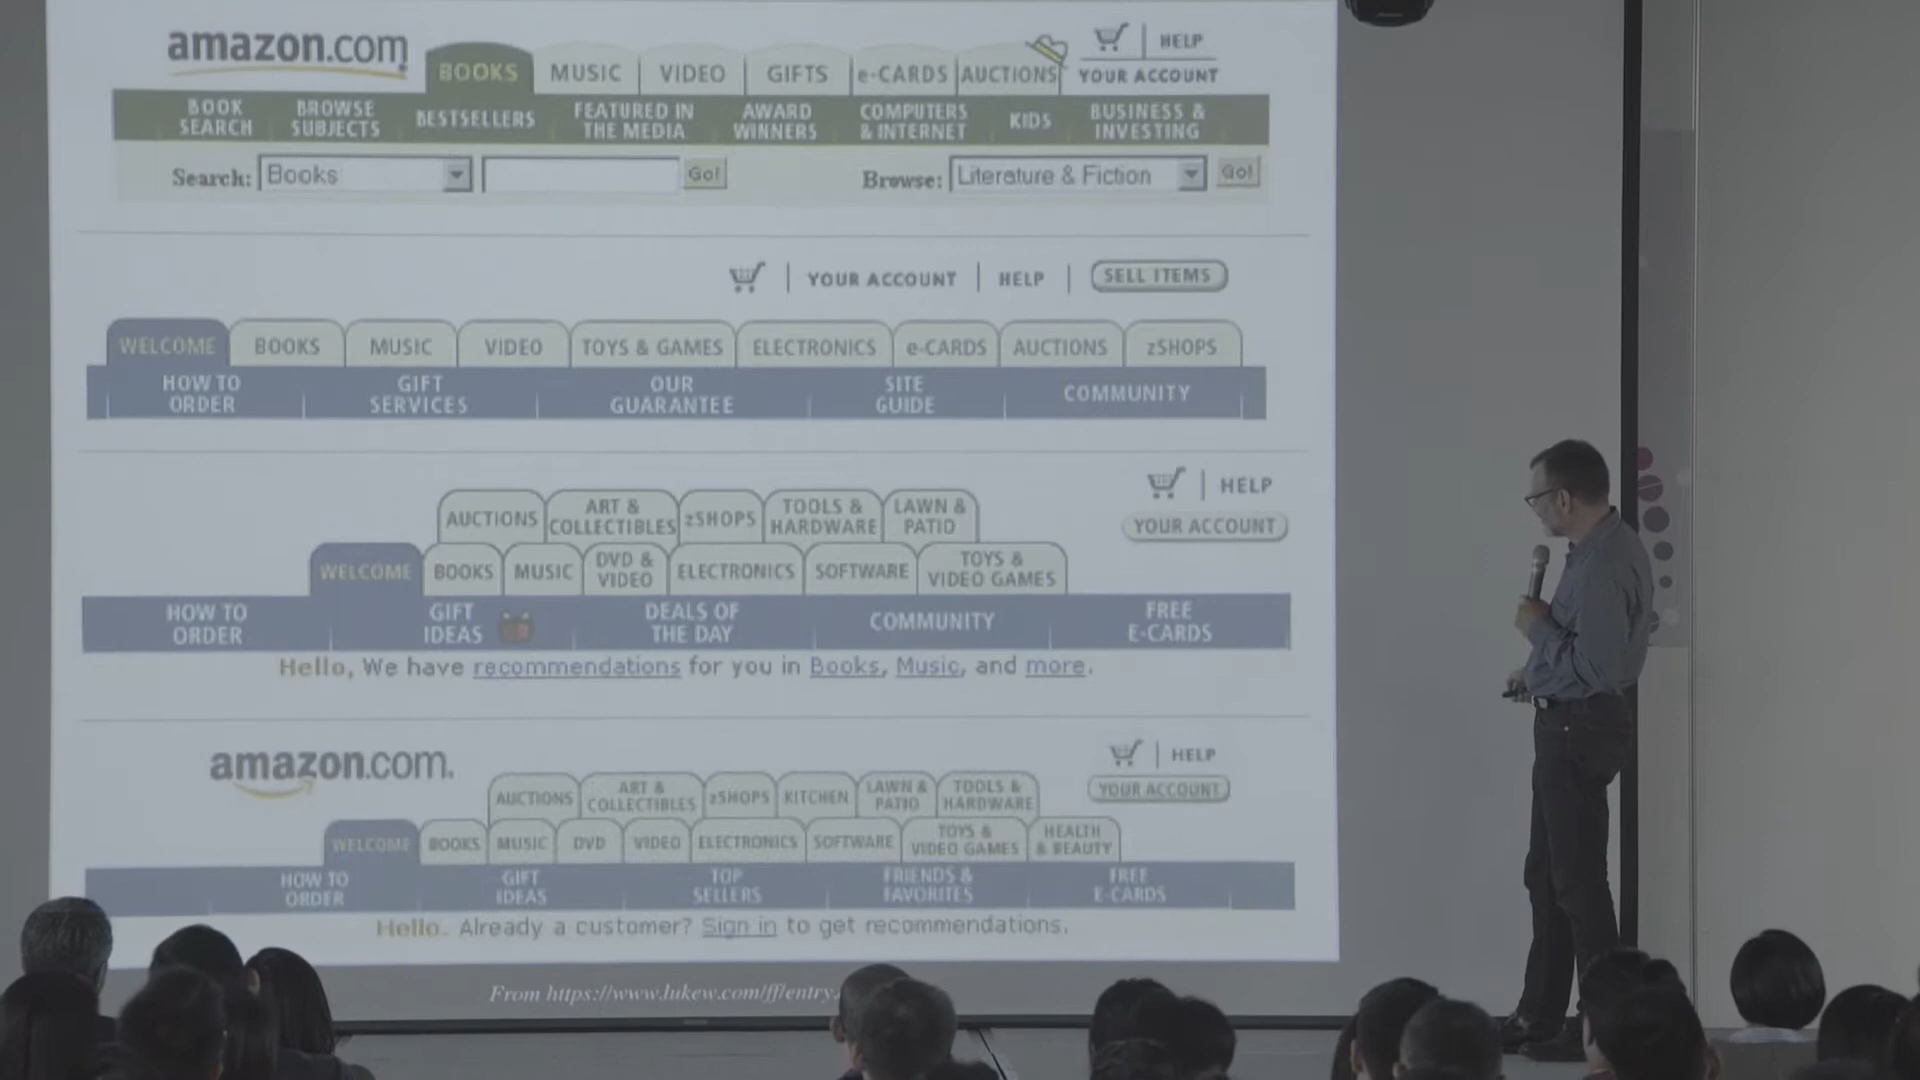 amazon.com
BOOKS MUSIC VIDEO GIFTS e-CARDS AUCTIONS
HELP
YOUR ACCOUNT
BOOK SEARCH
BROWSE SUBJECTS
BESTSELLERS
FEATURED IN THE MEDIA
AWARD WINNERS
COMPUTERS & INTERNET
KIDS
BUSINESS & INVESTING
Search: Books Go! Browse: Literature & Fiction Go!
YOUR ACCOUNT HELP SELL ITEMS
WELCOME BOOKS MUSIC VIDEO TOYS & GAMES ELECTRONICS e-CARDS AUCTIONS zSHOPS
HOW TO ORDER
GIFT SERVICES
OUR GUARANTEE
SITE GUIDE
COMMUNITY
HELP
YOUR ACCOUNT
AUCTIONS
ART & COLLECTIBLES
zSHOPS
TOOLS & HARDWARE
LAWN & PATIO
WELCOME
BOOKS
MUSIC
DVD & VIDEO
ELECTRONICS
SOFTWARE
TOYS & VIDEO GAMES
HOW TO ORDER
GIFT IDEAS
DEALS OF THE DAY
COMMUNITY
FREE E-CARDS
Hello, We have recommendations for you in Books, Music, and more.
amazon.com.
HELP
YOUR ACCOUNT
AUCTIONS
ART & COLLECTIBLES
zSHOPS
KITCHEN
LAWN & PATIO
TOOLS & HARDWARE
WELCOME
BOOKS
MUSIC
DVD
VIDEO
ELECTRONICS
SOFTWARE
TOYS & VIDEO GAMES
HEALTH & BEAUTY
HOW TO ORDER
GIFT IDEAS
TOP SELLERS
FRIENDS & FAVORITES
FREE E-CARDS
Hello. Already a customer? Sign in to get recommendations.
From https://www.lukew.com/ff/entry.